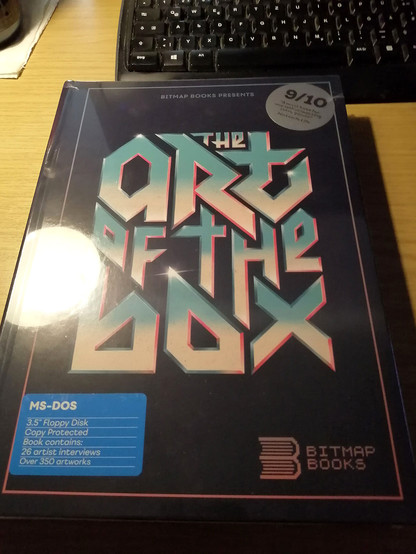 BITMAP BOOKS PRESENTS
9/10
THE
ART
OF THE
BOX
MS-DOS
3.5" Floppy Disk
Copy Protected
Book contains:
26 artist interviews
Over 350 artworks
BITMAP
BOOKS